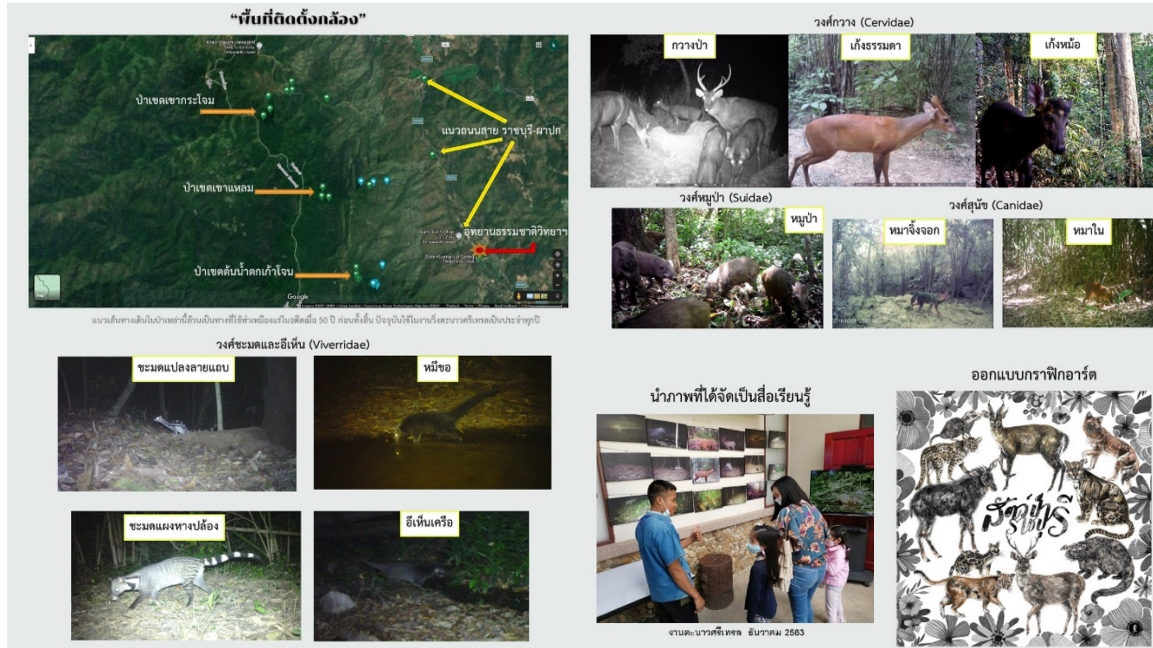 “พื้นที่ติดตั้งกล้อง”
ป่าเขตเขากระโจม
แนวถนนสาย ราชบุรี-ผาปก
ป่าเขตเขาแหลม
อุทยานธรรมชาติวิทยาฯ
ป่าเขตต้นน้ำตกเก้าโจน
Google
แนวเส้นทางเดินในป่าเหล่านี้ล้วนเป็นทางที่ใช้ทำเหมืองแร่ในอดีตเมื่อ 50 ปี ก่อนทั้งสิ้น ปัจจุบันใช้ในงานวิ่งตะนาวศรีเทรลเป็นประจำทุกปี
วงศ์ชะมดและอีเห็น (Viverridae)
ชะมดแปลงลายแถบ
หมีขอ
ชะมดแผงหางปล้อง
อีเห็นเครือ
วงศ์กวาง (Cervidae)
กวางป่า
เก้งธรรมดา
เก้งหม้อ
วงศ์หมูป่า (Suidae)
หมูป่า
วงศ์สุนัข (Canidae)
หมาจิ้งจอก
หมาใน
นำภาพที่ได้จัดเป็นสื่อเรียนรู้
งานตะนาวศรีเทรล ธันวาคม 2563
ออกแบบกราฟิกอาร์ต
สัตว์ป่า
ราชบุรี